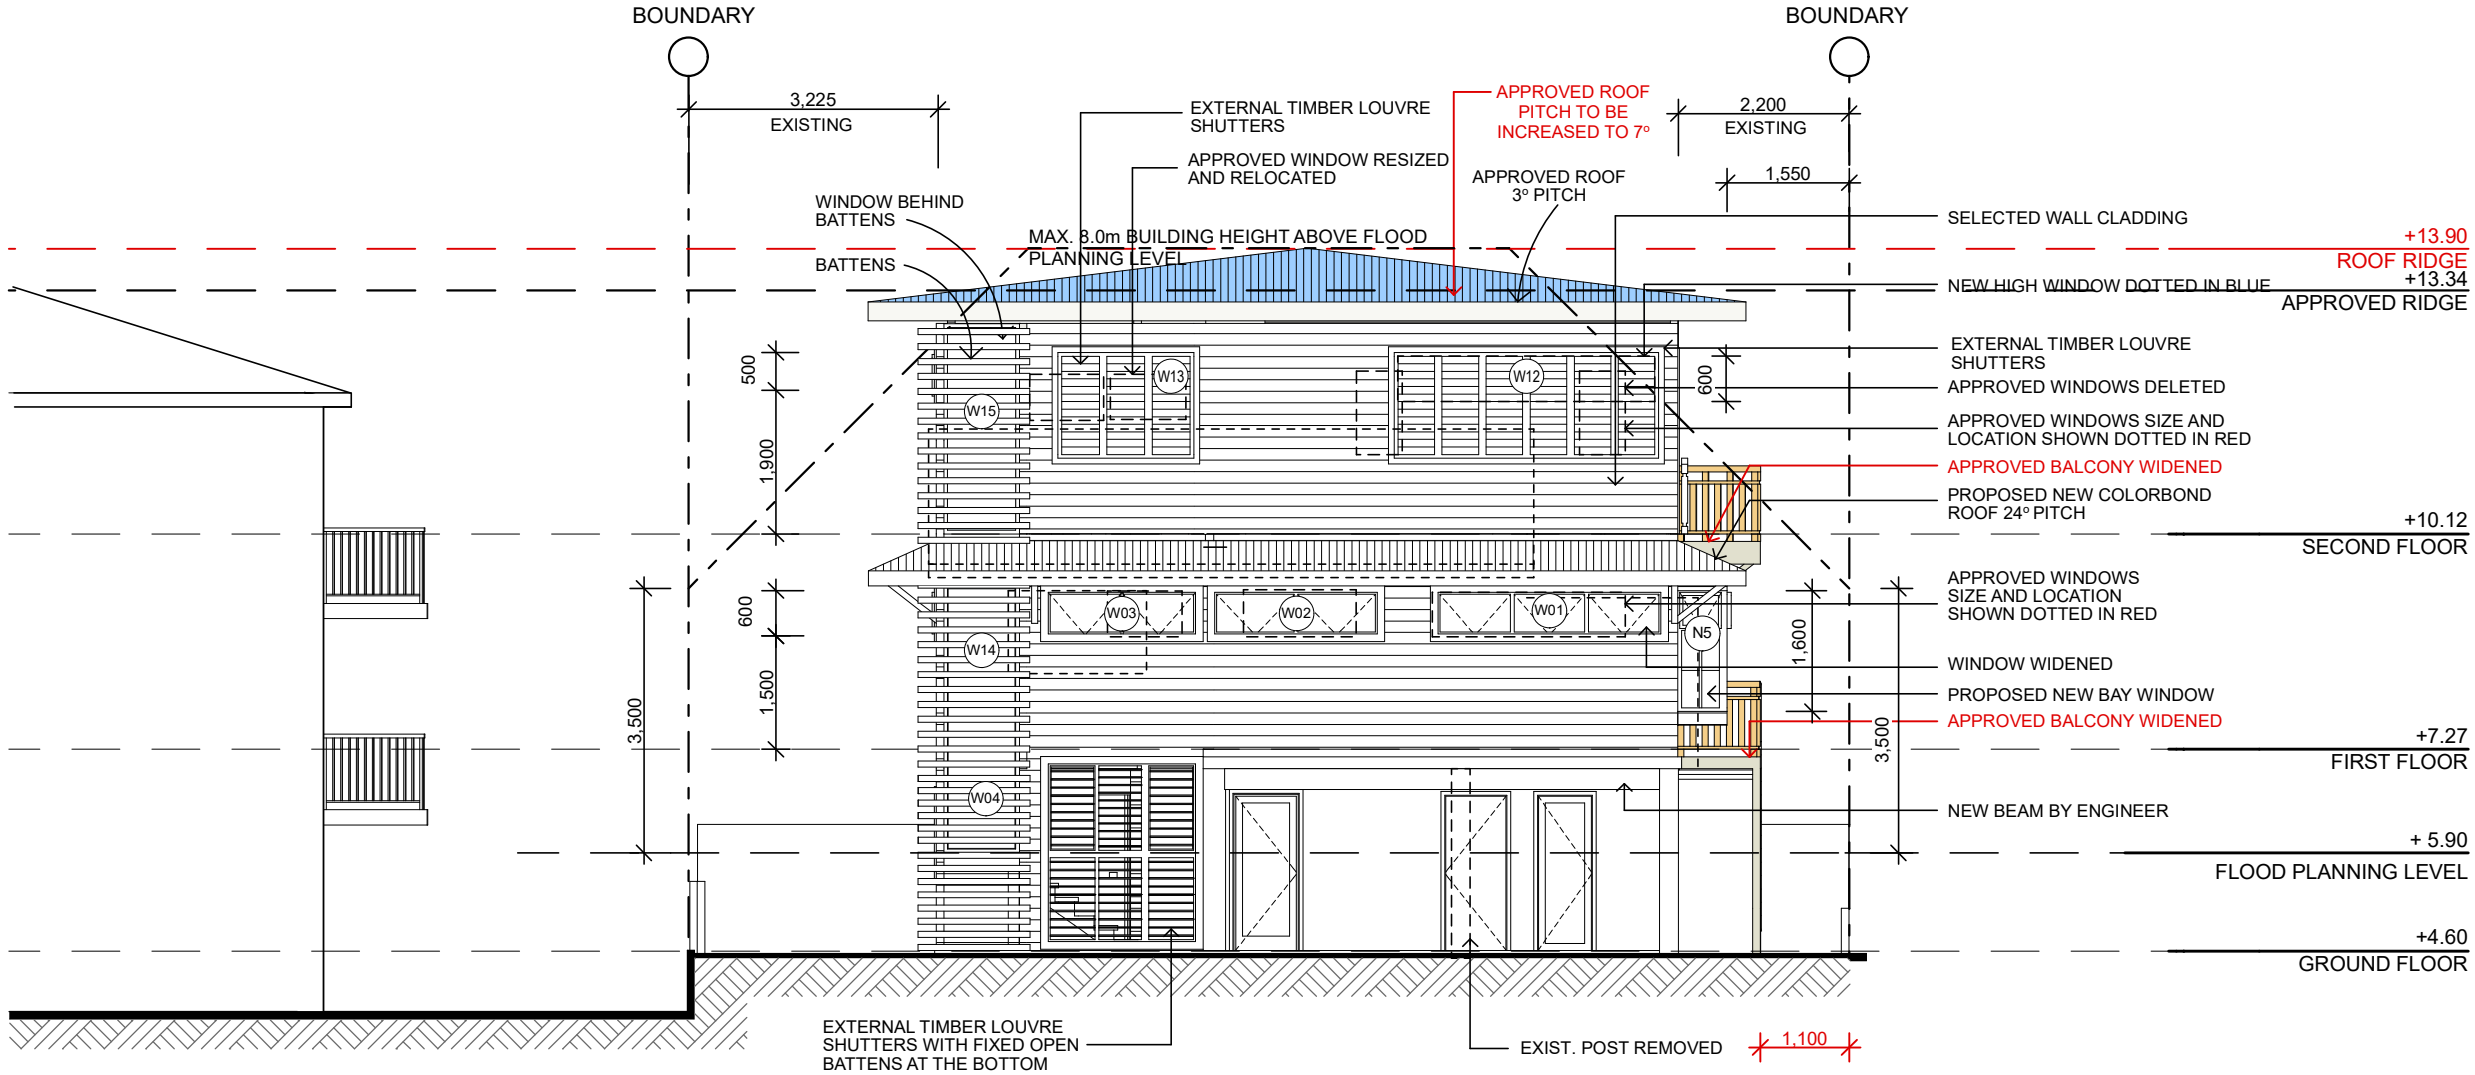 BOUNDARY
BOUNDARY
3,225
EXISTING
EXTERNAL TIMBER LOUVRE
SHUTTERS
APPROVED ROOF
PITCH TO BE
INCREASED TO 7º
2,200
EXISTING
APPROVED WINDOW RESIZED
AND RELOCATED
APPROVED ROOF
3º PITCH
1,550
WINDOW BEHIND
BATTENS
SELECTED WALL CLADDING
MAX. 8.0m BUILDING HEIGHT ABOVE FLOOD
PLANNING LEVEL
+13.90
ROOF RIDGE
BATTENS
NEW HIGH WINDOW DOTTED IN BLUE
+13.34
APPROVED RIDGE
EXTERNAL TIMBER LOUVRE
SHUTTERS
500
W13
W12
600
APPROVED WINDOWS DELETED
W15
APPROVED WINDOWS SIZE AND
LOCATION SHOWN DOTTED IN RED
1,900
APPROVED BALCONY WIDENED
PROPOSED NEW COLORBOND
ROOF 24º PITCH
+10.12
SECOND FLOOR
APPROVED WINDOWS
SIZE AND LOCATION
SHOWN DOTTED IN RED
600
W03
W02
W01
N5
1,600
W14
WINDOW WIDENED
PROPOSED NEW BAY WINDOW
1,500
3,500
APPROVED BALCONY WIDENED
3,500
+7.27
FIRST FLOOR
W04
NEW BEAM BY ENGINEER
+ 5.90
FLOOD PLANNING LEVEL
+4.60
GROUND FLOOR
EXTERNAL TIMBER LOUVRE
SHUTTERS WITH FIXED OPEN
BATTENS AT THE BOTTOM
EXIST. POST REMOVED
1,100